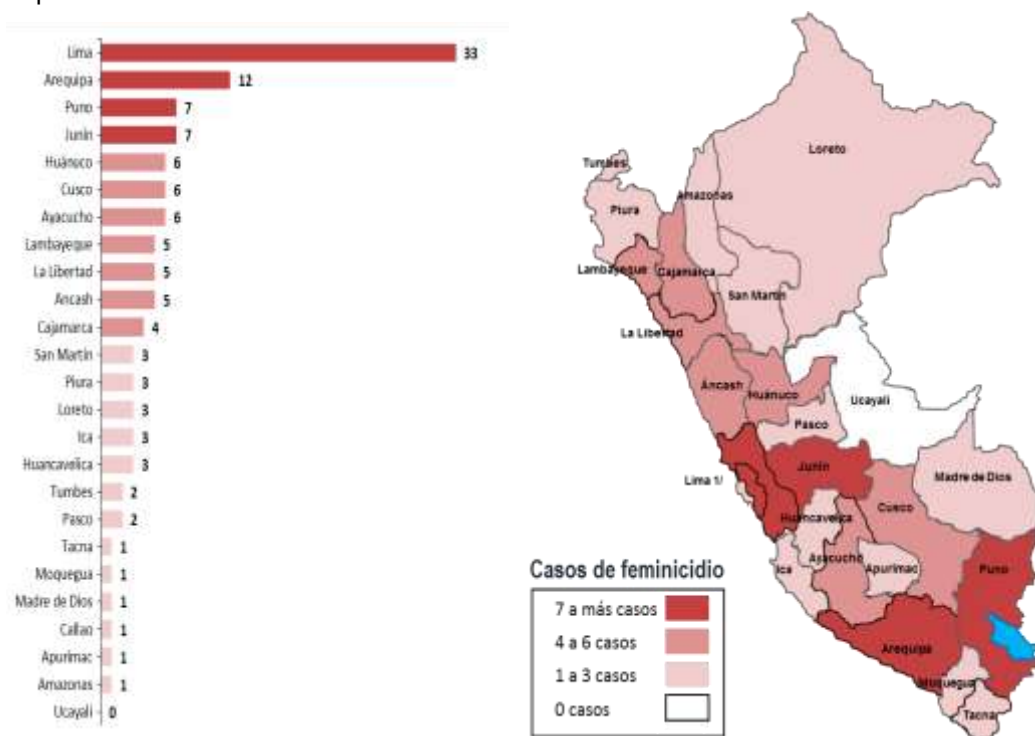 Lima 33
Arequipa 12
Puno 7
Junín 7
Huánuco 6
Cusco 6
Ayacucho 6
Lambayeque 5
La Libertad 5
Áncash 5
Cajamarca 4
San Martín 3
Piura 3
Loreto 3
Ica 3
Huancavelica 3
Tumbes 2
Pasco 2
Tacna 1
Moquegua 1
Madre de Dios 1
Callao 1
Apurímac 1
Amazonas 1
Ucayali 0
Loreto
Tumbes
Amazonas
Piura
Lambayeque
Cajamarca
San Martín
La Libertad
Áncash
Huánuco
Ucayali
Pasco
Junín
Madre de Dios
Lima 1/
Cusco
Huancavelica
Ayacucho
Ica
Apurímac
Puno
Arequipa
Moquegua
Tacna
Casos de feminicidio
7 a más casos
4 a 6 casos
1 a 3 casos
0 casos